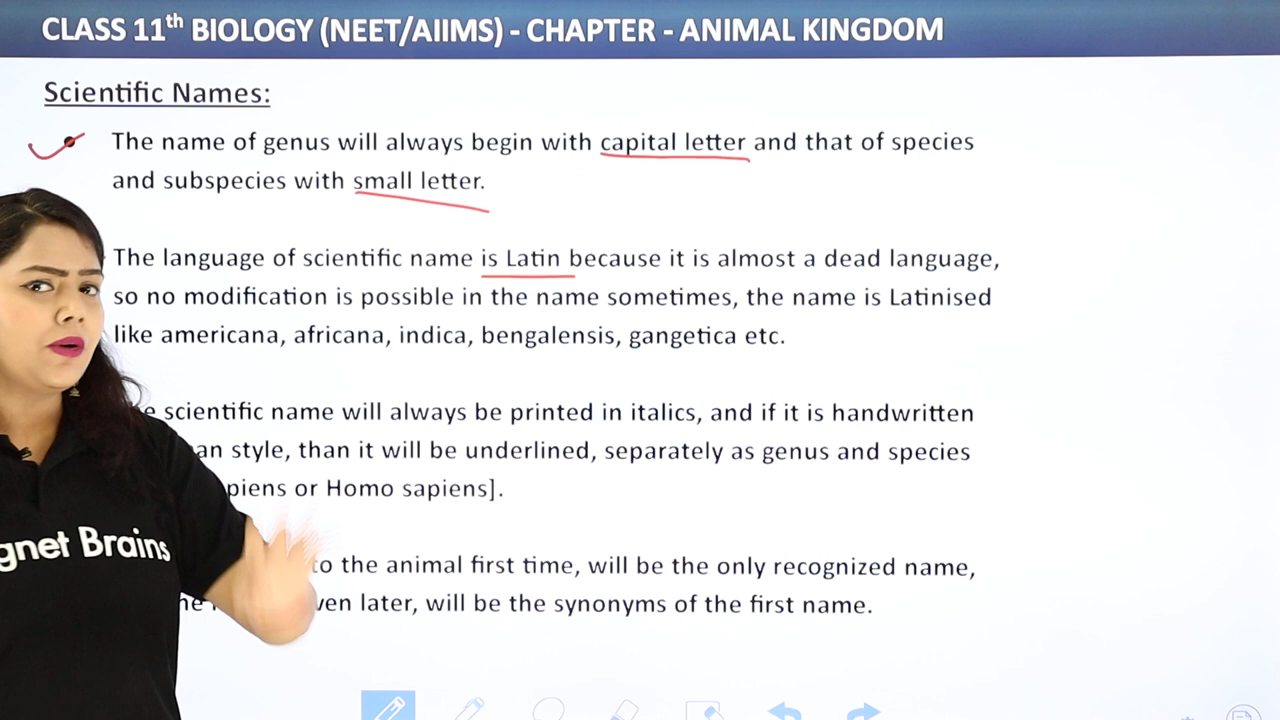 CLASS 11th BIOLOGY (NEET/AIIMS) - CHAPTER - ANIMAL KINGDOM
Scientific Names:
The name of genus will always begin with capital letter and that of species
and subspecies with small letter.
The language of scientific name is Latin because it is almost a dead language,
so no modification is possible in the name sometimes, the name is Latinised
like americana, africana, indica, bengalensis, gangetica etc.
scientific name will always be printed in italics, and if it is handwritten
style, than it will be underlined, separately as genus and species
or Homo sapiens].
to the animal first time, will be the only recognized name,
later, will be the synonyms of the first name.
gnet Brains